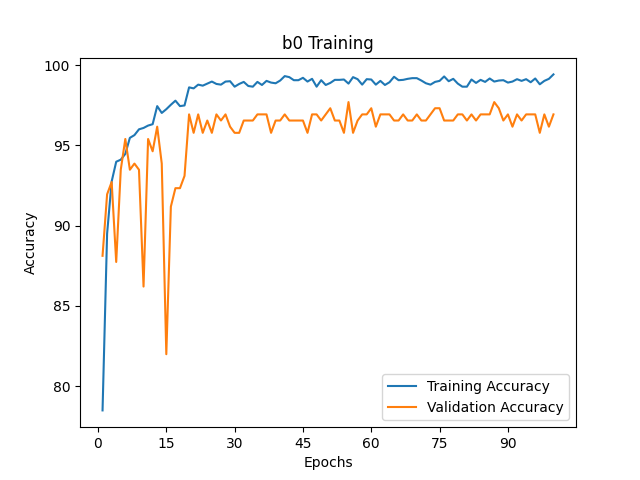 b0 Training
100
95
90
85
80
Accuracy
0 15 30 45 60 75 90
Epochs
Training Accuracy
Validation Accuracy